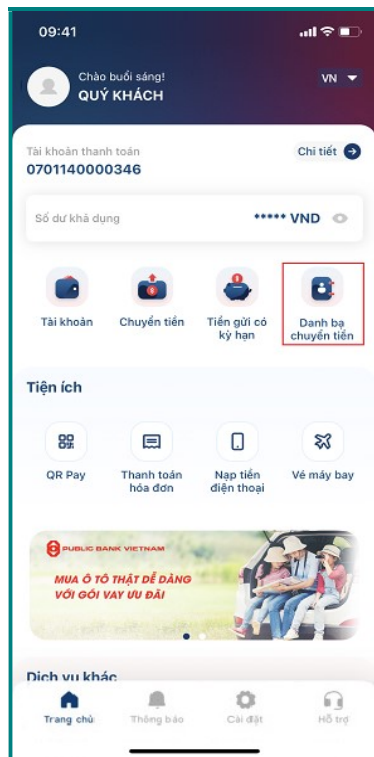 09:41
Chào buổi sáng!
QUÝ KHÁCH
VN
Tài khoản thanh toán
Chi tiết
0701140000346
Số dư khả dụng
***** VND
Tài khoản
Chuyển tiền
Tiền gửi có
kỳ hạn
Danh bạ
chuyển tiền
Tiện ích
QR Pay
Thanh toán
hóa đơn
Nạp tiền
điện thoại
Vé máy bay
PUBLIC BANK VIETNAM
MUA Ô TÔ THẬT DỄ DÀNG
VỚI GÓI VAY ƯU ĐÃI
Dịch vụ khác
Trang chủ
Thông báo
Cài đặt
Hỗ trợ